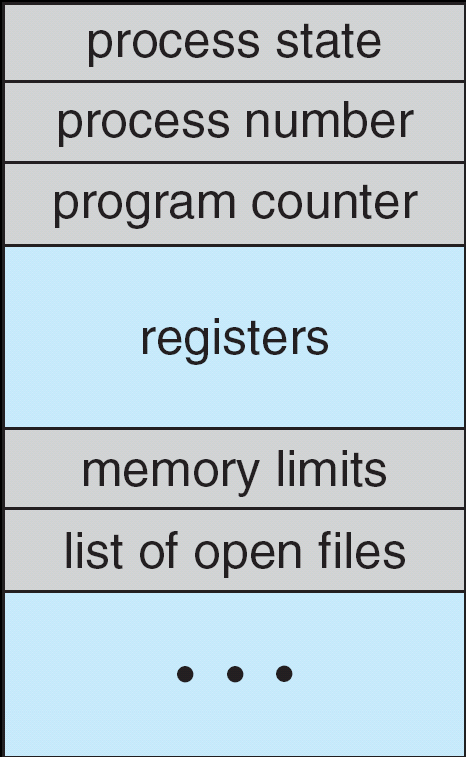 process state
process number
program counter
registers
memory limits
list of open files
• • •